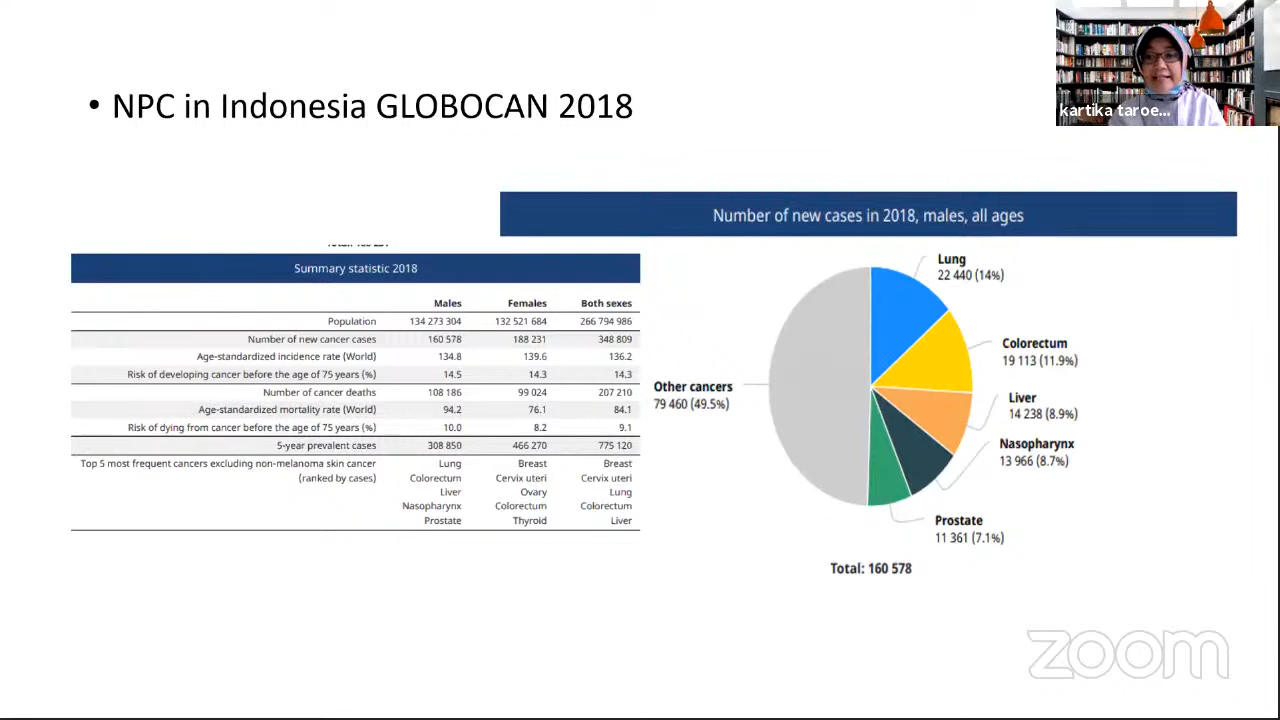 kartika taroe...
• NPC in Indonesia GLOBOCAN 2018
Number of new cases in 2018, males, all ages
Summary statistic 2018
Males Females Both sexes
Population 134 273 304 132 521 684 266 794 986
Number of new cancer cases 160 578 188 231 348 809
Age-standardized incidence rate (World) 134.8 139.6 136.2
Risk of developing cancer before the age of 75 years (%) 14.5 14.3 14.3
Number of cancer deaths 108 186 99 024 207 210
Age-standardized mortality rate (World) 94.2 76.1 84.1
Risk of dying from cancer before the age of 75 years (%) 10.0 8.2 9.1
5-year prevalent cases 308 850 466 270 775 120
Top 5 most frequent cancers excluding non-melanoma skin cancer Lung Breast Breast
(ranked by cases) Colorectum Cervix uteri Cervix uteri
Liver Ovary Lung
Nasopharynx Colorectum Colorectum
Prostate Thyroid Liver
Lung
22 440 (14%)
Colorectum
19 113 (11.9%)
Liver
14 238 (8.9%)
Nasopharynx
13 966 (8.7%)
Prostate
11 361 (7.1%)
Other cancers
79 460 (49.5%)
Total: 160 578
zoom